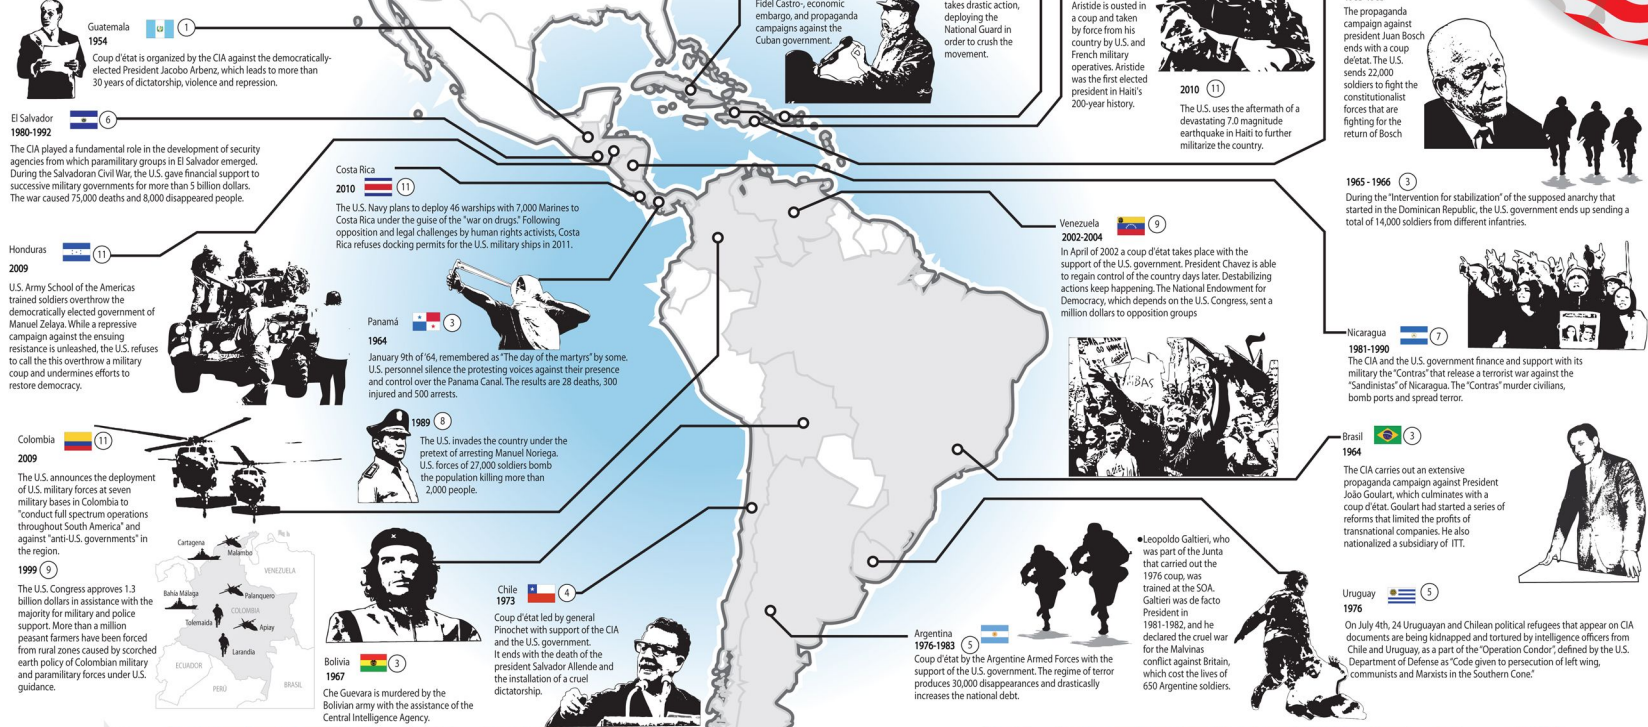 Guatemala
1
1954
Coup d'état is organized by the CIA against the democratically-
elected President Jacobo Arbenz, which leads to more than
30 years of dictatorship, violence and repression.
El Salvador
6
1980-1992
The CIA played a fundamental role in the development of security
agencies from which paramilitary groups in El Salvador emerged.
During the Salvadoran Civil War, the U.S. gave financial support to
successive military governments for more than 5 billion dollars.
The war caused 75,000 deaths and 8,000 disappeared people.
Honduras
11
2009
U.S. Army School of the Americas
trained soldiers overthrow the
democratically elected government of
Manuel Zelaya. While a repressive
campaign against the ensuing
resistance is unleashed, the U.S. refuses
to call the this overthrow a military
coup and undermines efforts to
restore democracy.
Colombia
11
2009
The U.S. announces the deployment
of U.S. military forces at seven
military bases in Colombia to
"conduct full spectrum operations
throughout South America" and
against "anti-U.S. governments" in
the region.
1999 9
The U.S. Congress approves 1.3
billion dollars in assistance with the
majority for military and police
support. More than a million
peasant farmers have been forced
from rural zones caused by scorched
earth policy of Colombian military
and paramilitary forces under U.S.
guidance.
Cartagena
Malambo
VENEZUELA
Bahía Málaga
Palanquero
COLOMBIA
Tolemaida
Apiay
Larandia
ECUADOR
PERÚ
BRASIL
Costa Rica
2010 11
The U.S. Navy plans to deploy 46 warships with 7,000 Marines to
Costa Rica under the guise of the "war on drugs." Following
opposition and legal challenges by human rights activists, Costa
Rica refuses docking permits for the U.S. military ships in 2011.
Panamá
3
1964
January 9th of '64, remembered as "The day of the martyrs" by some.
U.S. personnel silence the protesting voices against their presence
and control over the Panama Canal. The results are 28 deaths, 300
injured and 500 arrests.
1989 8
The U.S. invades the country under the
pretext of arresting Manuel Noriega.
U.S. forces of 27,000 soldiers bomb
the population killing more than
2,000 people.
Bolivia
3
1967
Che Guevara is murdered by the
Bolivian army with the assistance of the
Central Intelligence Agency.
Chile
4
1973
Coup d'état led by general
Pinochet with support of the CIA
and the U.S. government.
It ends with the death of the
president Salvador Allende and
the installation of a cruel
dictatorship.
Fidel Castro-, economic
embargo, and propaganda
campaigns against the
Cuban government.
takes drastic action,
deploying the
National Guard in
order to crush the
movement.
Aristide is ousted in
a coup and taken
by force from his
country by U.S. and
French military
operatives. Aristide
was the first elected
president in Haiti's
200-year history.
2010 11
The U.S. uses the aftermath of a
devastating 7.0 magnitude
earthquake in Haiti to further
militarize the country.
The propaganda
campaign against
president Juan Bosch
ends with a coup
de'etat. The U.S.
sends 22,000
soldiers to fight the
constitutionalist
forces that are
fighting for the
return of Bosch
1965 - 1966 3
During the "Intervention for stabilization" of the supposed anarchy that
started in the Dominican Republic, the U.S. government ends up sending a
total of 14,000 soldiers from different infantries.
Venezuela
9
2002-2004
In April of 2002 a coup d'état takes place with the
support of the U.S. government. President Chavez is able
to regain control of the country days later. Destabilizing
actions keep happening. The National Endowment for
Democracy, which depends on the U.S. Congress, sent a
million dollars to opposition groups
Nicaragua
7
1981-1990
The CIA and the U.S. government finance and support with its
military the "Contras" that release a terrorist war against the
"Sandinistas" of Nicaragua. The "Contras" murder civilians,
bomb ports and spread terror.
Brasil
3
1964
The CIA carries out an extensive
propaganda campaign against President
João Goulart, which culminates with a
coup d'état. Goulart had started a series of
reforms that limited the profits of
transnational companies. He also
nationalized a subsidiary of ITT.
Argentina
1976-1983 5
Coup d'état by the Argentine Armed Forces with the
support of the U.S. government. The regime of terror
produces 30,000 disappearances and drasticaslly
increases the national debt.
•Leopoldo Galtieri, who
was part of the Junta
that carried out the
1976 coup, was
trained at the SOA.
Galtieri was de facto
President in
1981-1982, and he
declared the cruel war
for the Malvinas
conflict against Britain,
which cost the lives of
650 Argentine soldiers.
Uruguay
5
1976
On July 4th, 24 Uruguayan and Chilean political refugees that appear on CIA
documents are being kidnapped and tortured by intelligence officers from
Chile and Uruguay, as a part of the "Operation Condor", defined by the U.S.
Department of Defense as "Code given to persecution of left wing,
communists and Marxists in the Southern Cone."